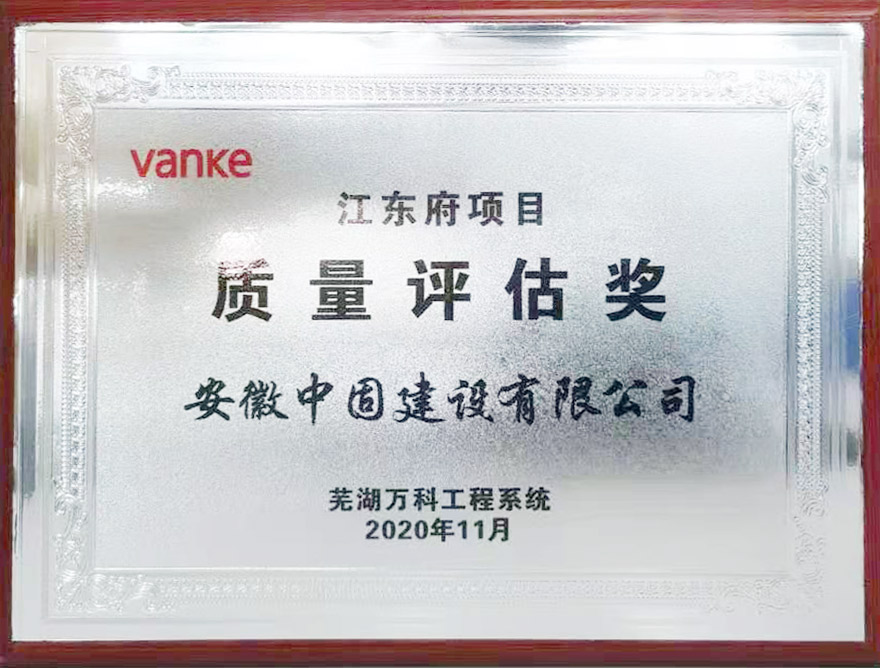 vanke
江东府项目
质量评估奖
安徽中固建设有限公司
芜湖万科工程系统
2020年11月